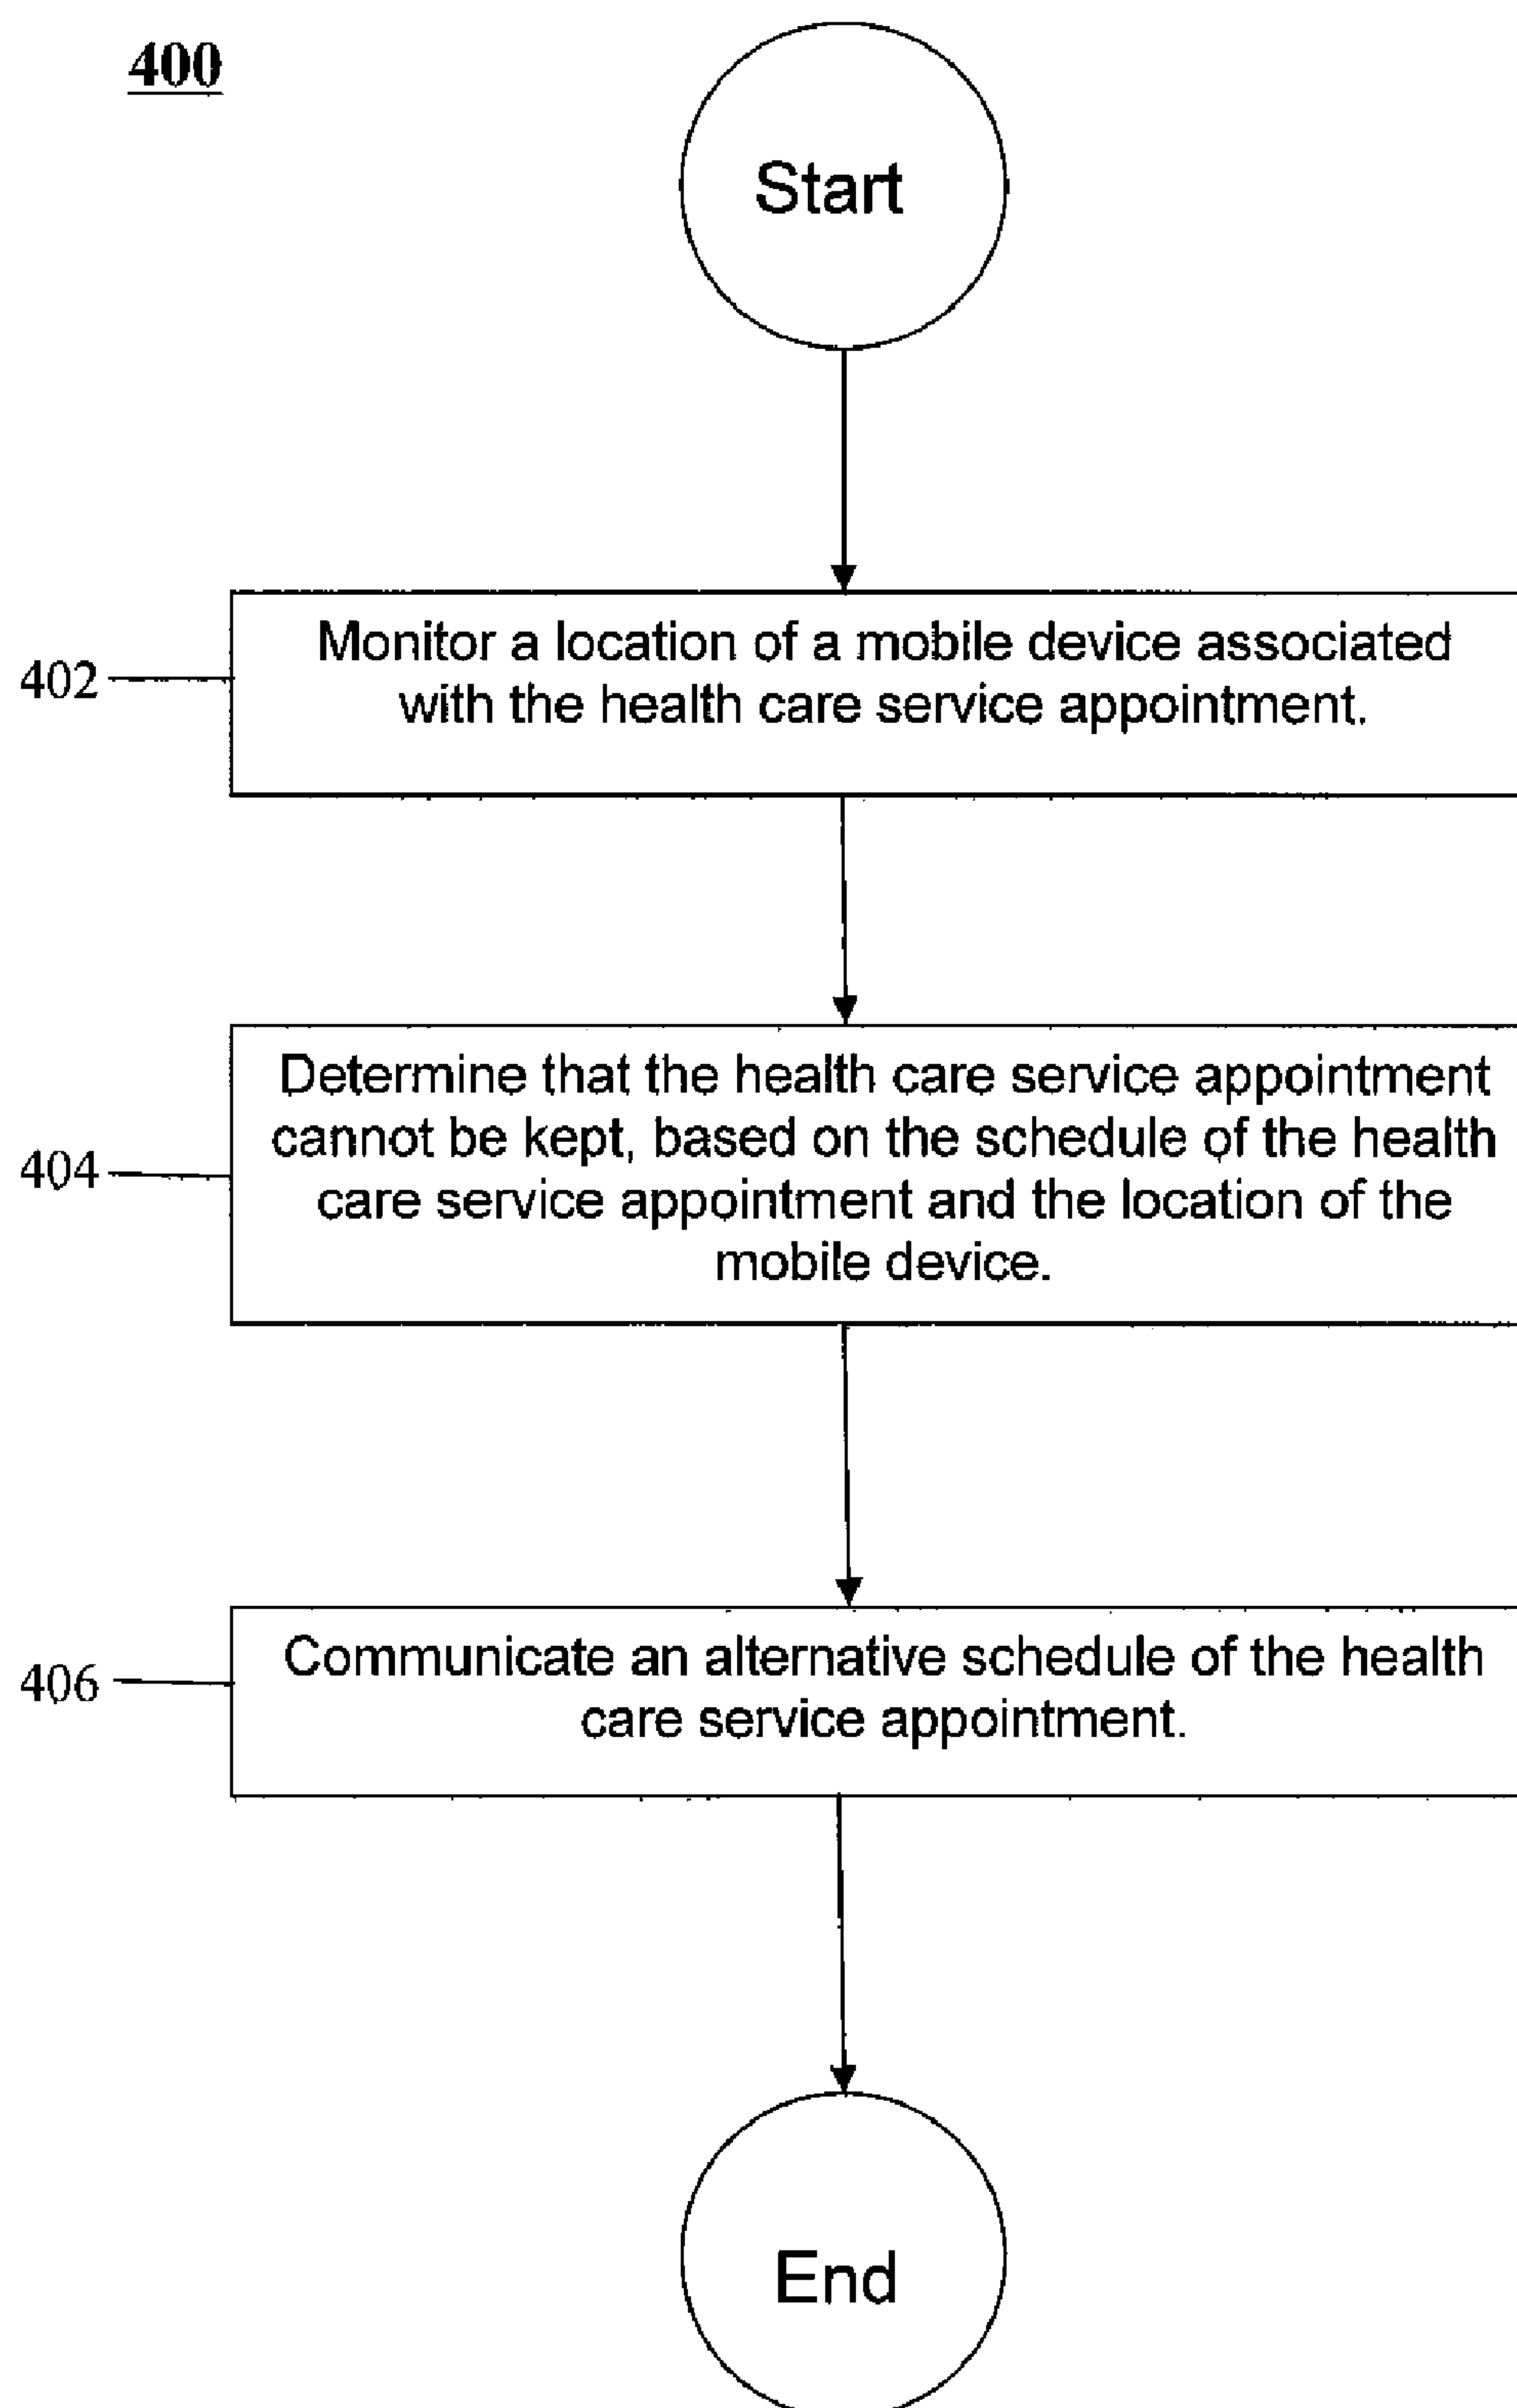 400
Start
402
Monitor a location of a mobile device associated
with the health care service appointment.
404
Determine that the health care service appointment
cannot be kept, based on the schedule of the health
care service appointment and the location of the
mobile device.
406
Communicate an alternative schedule of the health
care service appointment.
End